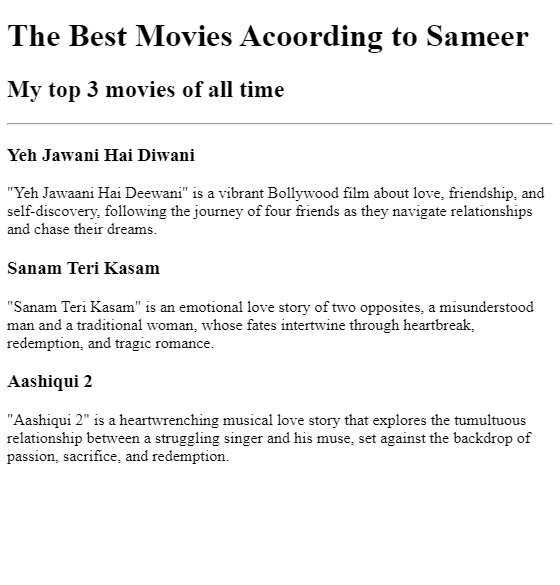 The Best Movies Acoording to Sameer
My top 3 movies of all time
Yeh Jawani Hai Diwani
"Yeh Jawaani Hai Deewani" is a vibrant Bollywood film about love, friendship, and
self-discovery, following the journey of four friends as they navigate relationships
and chase their dreams.
Sanam Teri Kasam
"Sanam Teri Kasam" is an emotional love story of two opposites, a misunderstood
man and a traditional woman, whose fates intertwine through heartbreak,
redemption, and tragic romance.
Aashiqui 2
"Aashiqui 2" is a heartwrenching musical love story that explores the tumultuous
relationship between a struggling singer and his muse, set against the backdrop of
passion, sacrifice, and redemption.